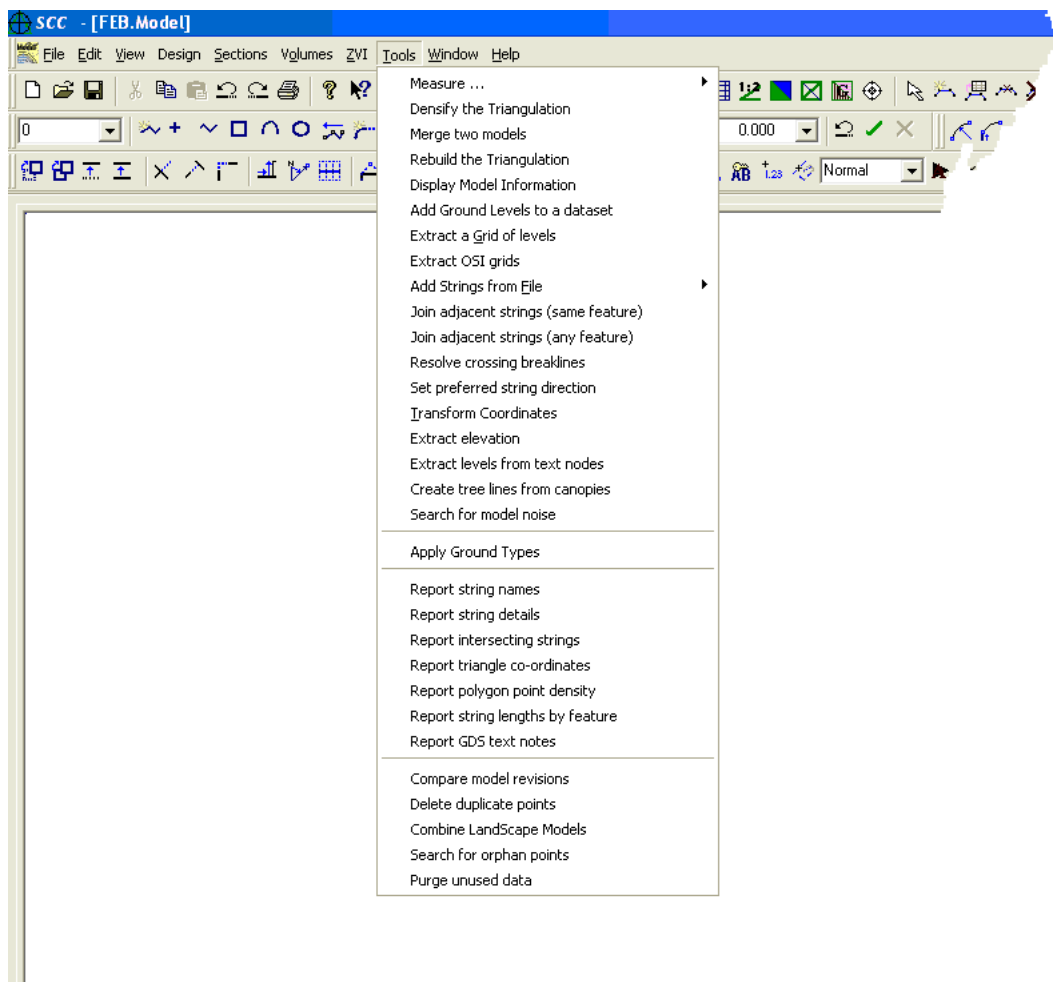 SCC - [FEB.Model]
File Edit View Design Sections Volumes ZVI Tools Window Help
0
0.000
1:2
AB 1.23 Normal
Measure ...
Densify the Triangulation
Merge two models
Rebuild the Triangulation
Display Model Information
Add Ground Levels to a dataset
Extract a Grid of levels
Extract OSI grids
Add Strings from File
Join adjacent strings (same feature)
Join adjacent strings (any feature)
Resolve crossing breaklines
Set preferred string direction
Transform Coordinates
Extract elevation
Extract levels from text nodes
Create tree lines from canopies
Search for model noise
Apply Ground Types
Report string names
Report string details
Report intersecting strings
Report triangle co-ordinates
Report polygon point density
Report string lengths by feature
Report GDS text notes
Compare model revisions
Delete duplicate points
Combine LandScape Models
Search for orphan points
Purge unused data